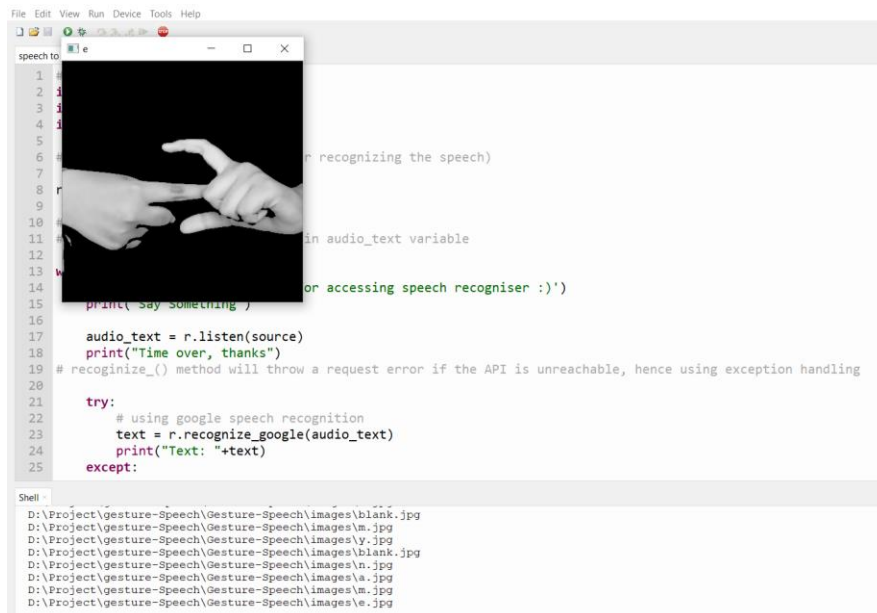 File Edit View Run Device Tools Help
speech to
e
1 #
2 i
3 i
4 i
5
6 # r recognizing the speech)
7
8 r
9
10 #
11 # in audio_text variable
12
13 w
14 or accessing speech recogniser :)')
15 print("Say Something")
16
17 audio_text = r.listen(source)
18 print("Time over, thanks")
19 # recoginize_() method will throw a request error if the API is unreachable, hence using exception handling
20
21 try:
22 # using google speech recognition
23 text = r.recognize_google(audio_text)
24 print("Text: "+text)
25 except:
Shell
D:\Project\gesture-Speech\Gesture-Speech\images\blank.jpg
D:\Project\gesture-Speech\Gesture-Speech\images\m.jpg
D:\Project\gesture-Speech\Gesture-Speech\images\y.jpg
D:\Project\gesture-Speech\Gesture-Speech\images\blank.jpg
D:\Project\gesture-Speech\Gesture-Speech\images\n.jpg
D:\Project\gesture-Speech\Gesture-Speech\images\a.jpg
D:\Project\gesture-Speech\Gesture-Speech\images\m.jpg
D:\Project\gesture-Speech\Gesture-Speech\images\e.jpg